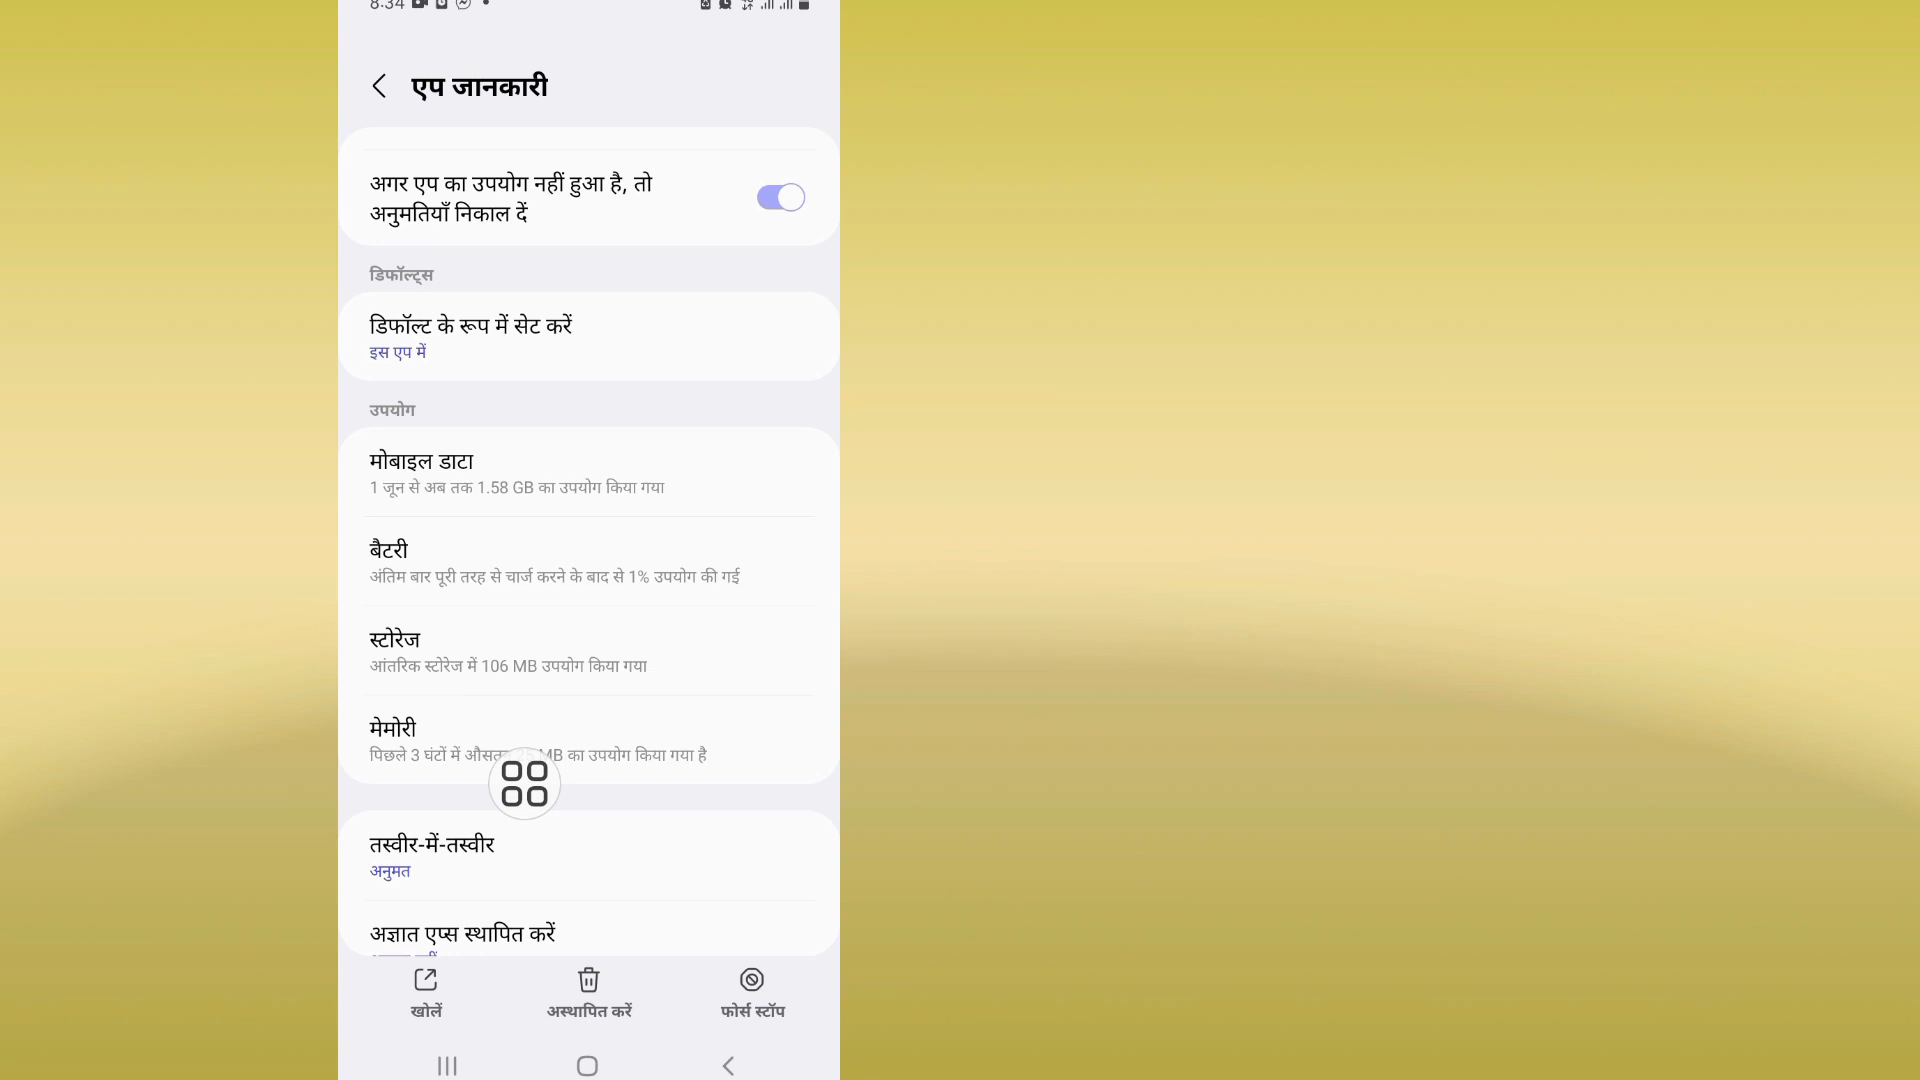 8:34
एप जानकारी
अगर एप का उपयोग नहीं हुआ है, तो
अनुमतियाँ निकाल दें
डिफॉल्ट्स
डिफॉल्ट के रूप में सेट करें
इस एप में
उपयोग
मोबाइल डाटा
1 जून से अब तक 1.58 GB का उपयोग किया गया
बैटरी
अंतिम बार पूरी तरह से चार्ज करने के बाद से 1% उपयोग की गई
स्टोरेज
आंतरिक स्टोरेज में 106 MB उपयोग किया गया
मेमोरी
पिछले 3 घंटों में MB का उपयोग किया गया है
तस्वीर-में-तस्वीर
अनुमत
अज्ञात एप्स स्थापित करें
खोलें
अस्थापित करें
फोर्स स्टॉप